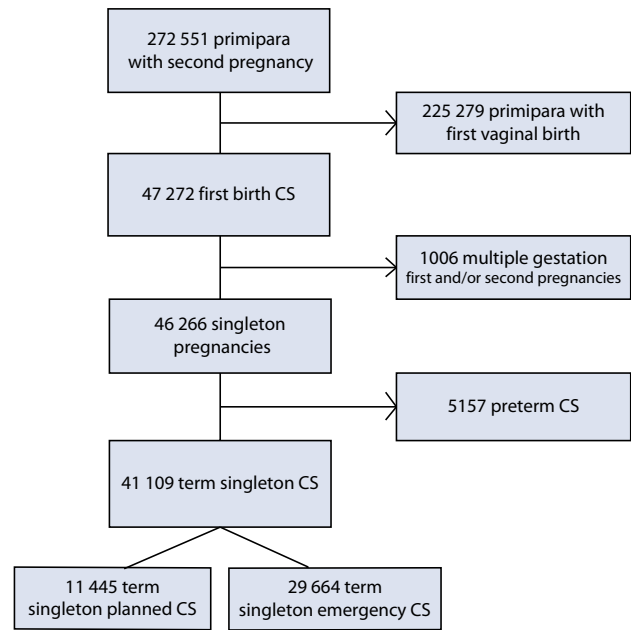 272 551 primipara
with second pregnancy
225 279 primipara with
first vaginal birth
47 272 first birth CS
1006 multiple gestation
first and/or second pregnancies
46 266 singleton
pregnancies
5157 preterm CS
41 109 term singleton CS
11 445 term
singleton planned CS
29 664 term
singleton emergency CS